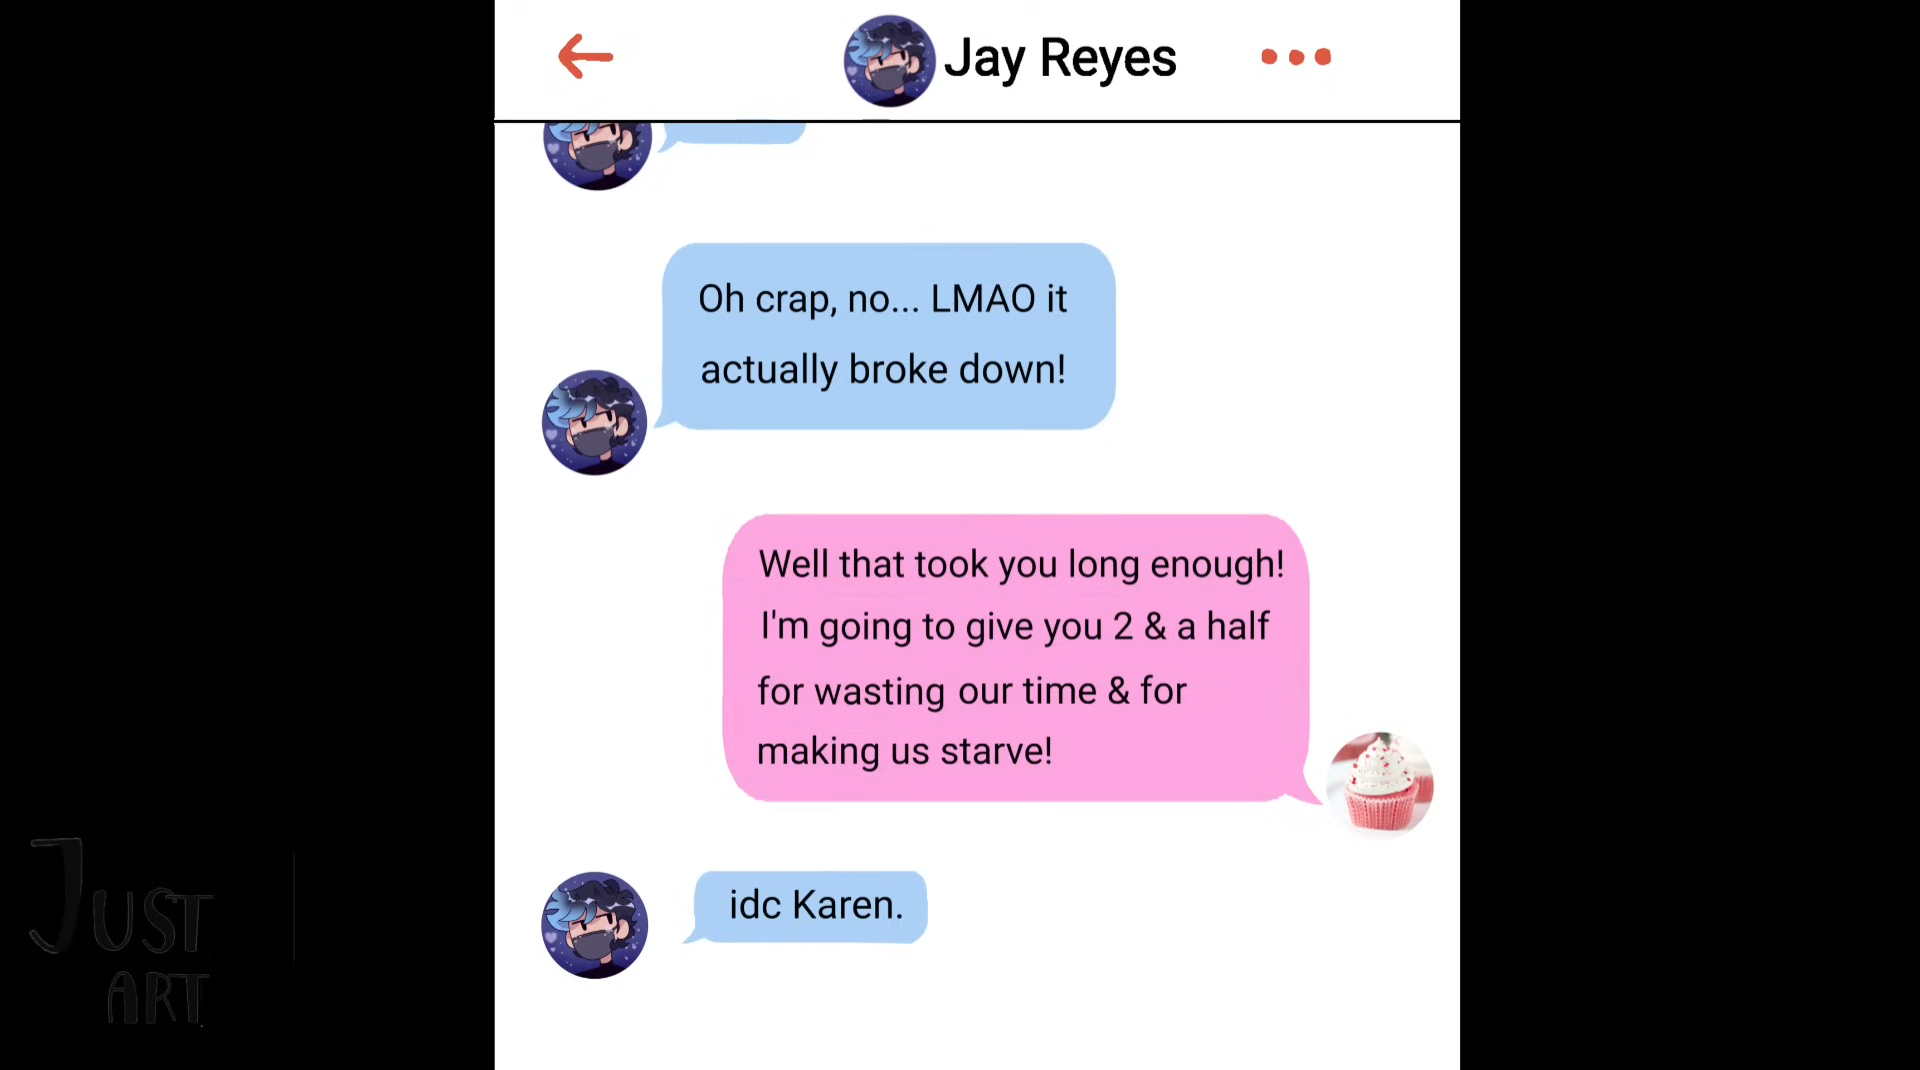 Jay Reyes
Oh crap, no... LMAO it
actually broke down!
Well that took you long enough!
I'm going to give you 2 & a half
for wasting our time & for
making us starve!
idc Karen.
JUST
ART